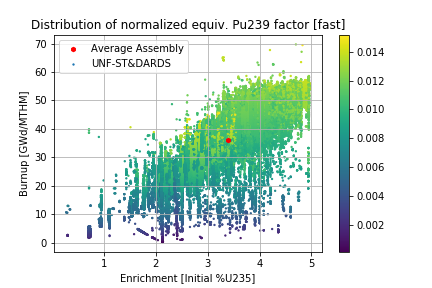 Distribution of normalized equiv. Pu239 factor [fast]
Average Assembly
UNF-ST&DARDS
Burnup [GWd/MTHM]
70
60
50
40
30
20
10
0
1 2 3 4 5
Enrichment [Initial %U235]
0.014
0.012
0.010
0.008
0.006
0.004
0.002